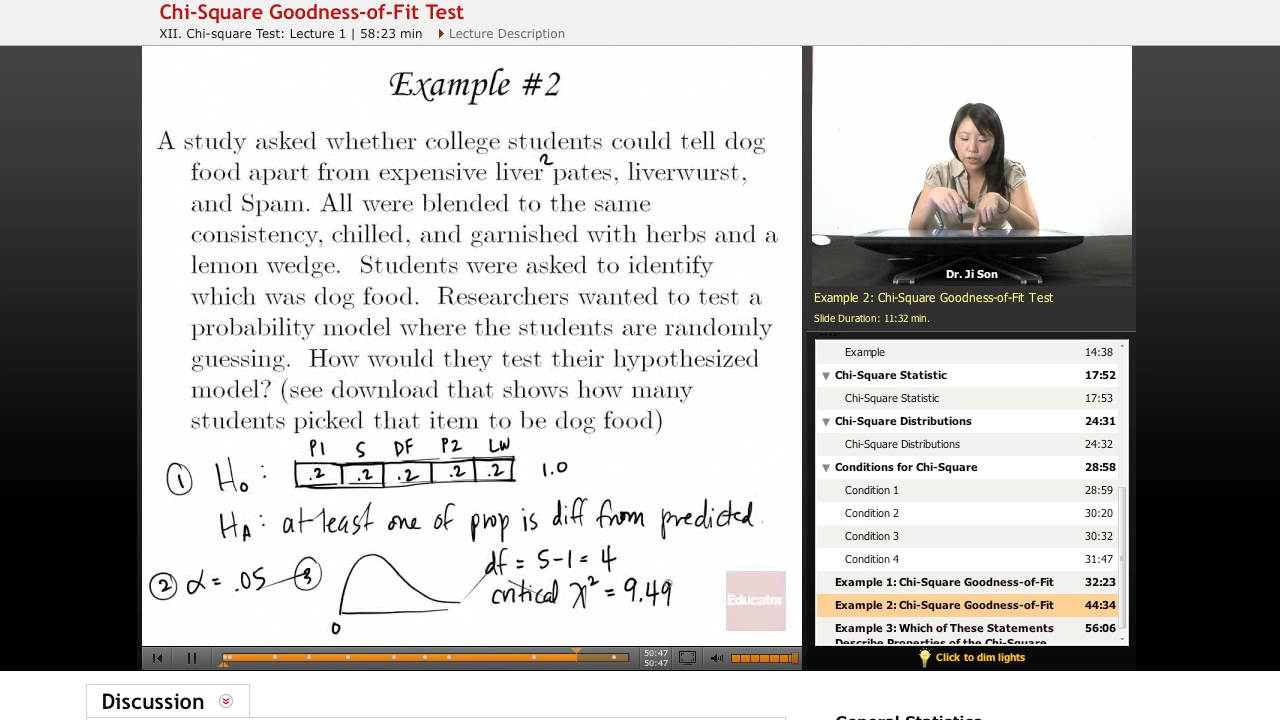 Chi-Square Goodness-of-Fit Test
XII. Chi-square Test: Lecture 1 | 58:23 min
Lecture Description
Example #2
A study asked whether college students could tell dog
food apart from expensive liver 2 pates, liverwurst,
and Spam. All were blended to the same
consistency, chilled, and garnished with herbs and a
lemon wedge. Students were asked to identify
which was dog food. Researchers wanted to test a
probability model where the students are randomly
guessing. How would they test their hypothesized
model? (see download that shows how many
students picked that item to be dog food)
P1 S DF P2 LW
① H₀: .2 .2 .2 .2 .2 1.0
H_A: at least one of prop is diff from predicted.
② α = .05 ③
df = 5-1 = 4
critical χ² = 9.49
0
Educator
50:47
50:47
Dr. Ji Son
Example 2: Chi-Square Goodness-of-Fit Test
Slide Duration: 11:32 min.
Example 14:38
Chi-Square Statistic 17:52
Chi-Square Statistic 17:53
Chi-Square Distributions 24:31
Chi-Square Distributions 24:32
Conditions for Chi-Square 28:58
Condition 1 28:59
Condition 2 30:20
Condition 3 30:32
Condition 4 31:47
Example 1: Chi-Square Goodness-of-Fit 32:23
Example 2: Chi-Square Goodness-of-Fit 44:34
Example 3: Which of These Statements 56:06
Describe Properties of the Chi-Square
Click to dim lights
Discussion
General Statistics